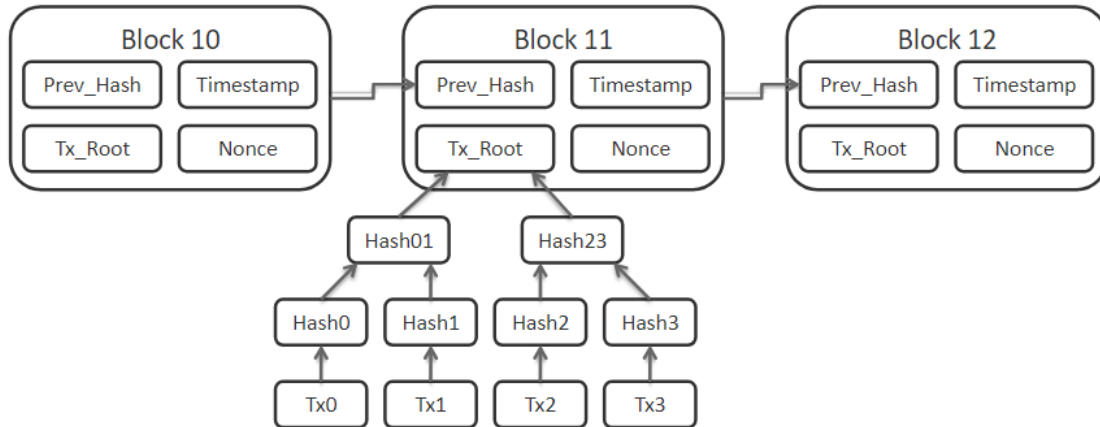 Block 10
Block 11
Block 12
Prev_Hash Timestamp
Prev_Hash Timestamp
Prev_Hash Timestamp
Tx_Root Nonce
Tx_Root Nonce
Tx_Root Nonce
Hash01
Hash23
Hash0
Hash1
Hash2
Hash3
Tx0
Tx1
Tx2
Tx3